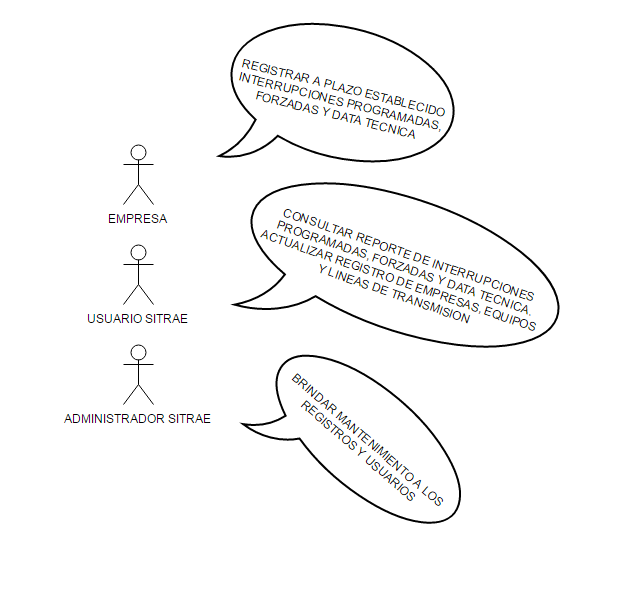 REGISTRAR A PLAZO ESTABLECIDO
INTERRUPCIONES PROGRAMADAS,
FORZADAS Y DATA TECNICA
EMPRESA
CONSULTAR REPORTE DE INTERRUPCIONES
PROGRAMADAS, FORZADAS Y DATA TECNICA.
ACTUALIZAR REGISTRO DE EMPRESAS, EQUIPOS
Y LINEAS DE TRANSMISION
USUARIO SITRAE
BRINDAR MANTENIMIENTO A LOS
REGISTROS Y USUARIOS
ADMINISTRADOR SITRAE